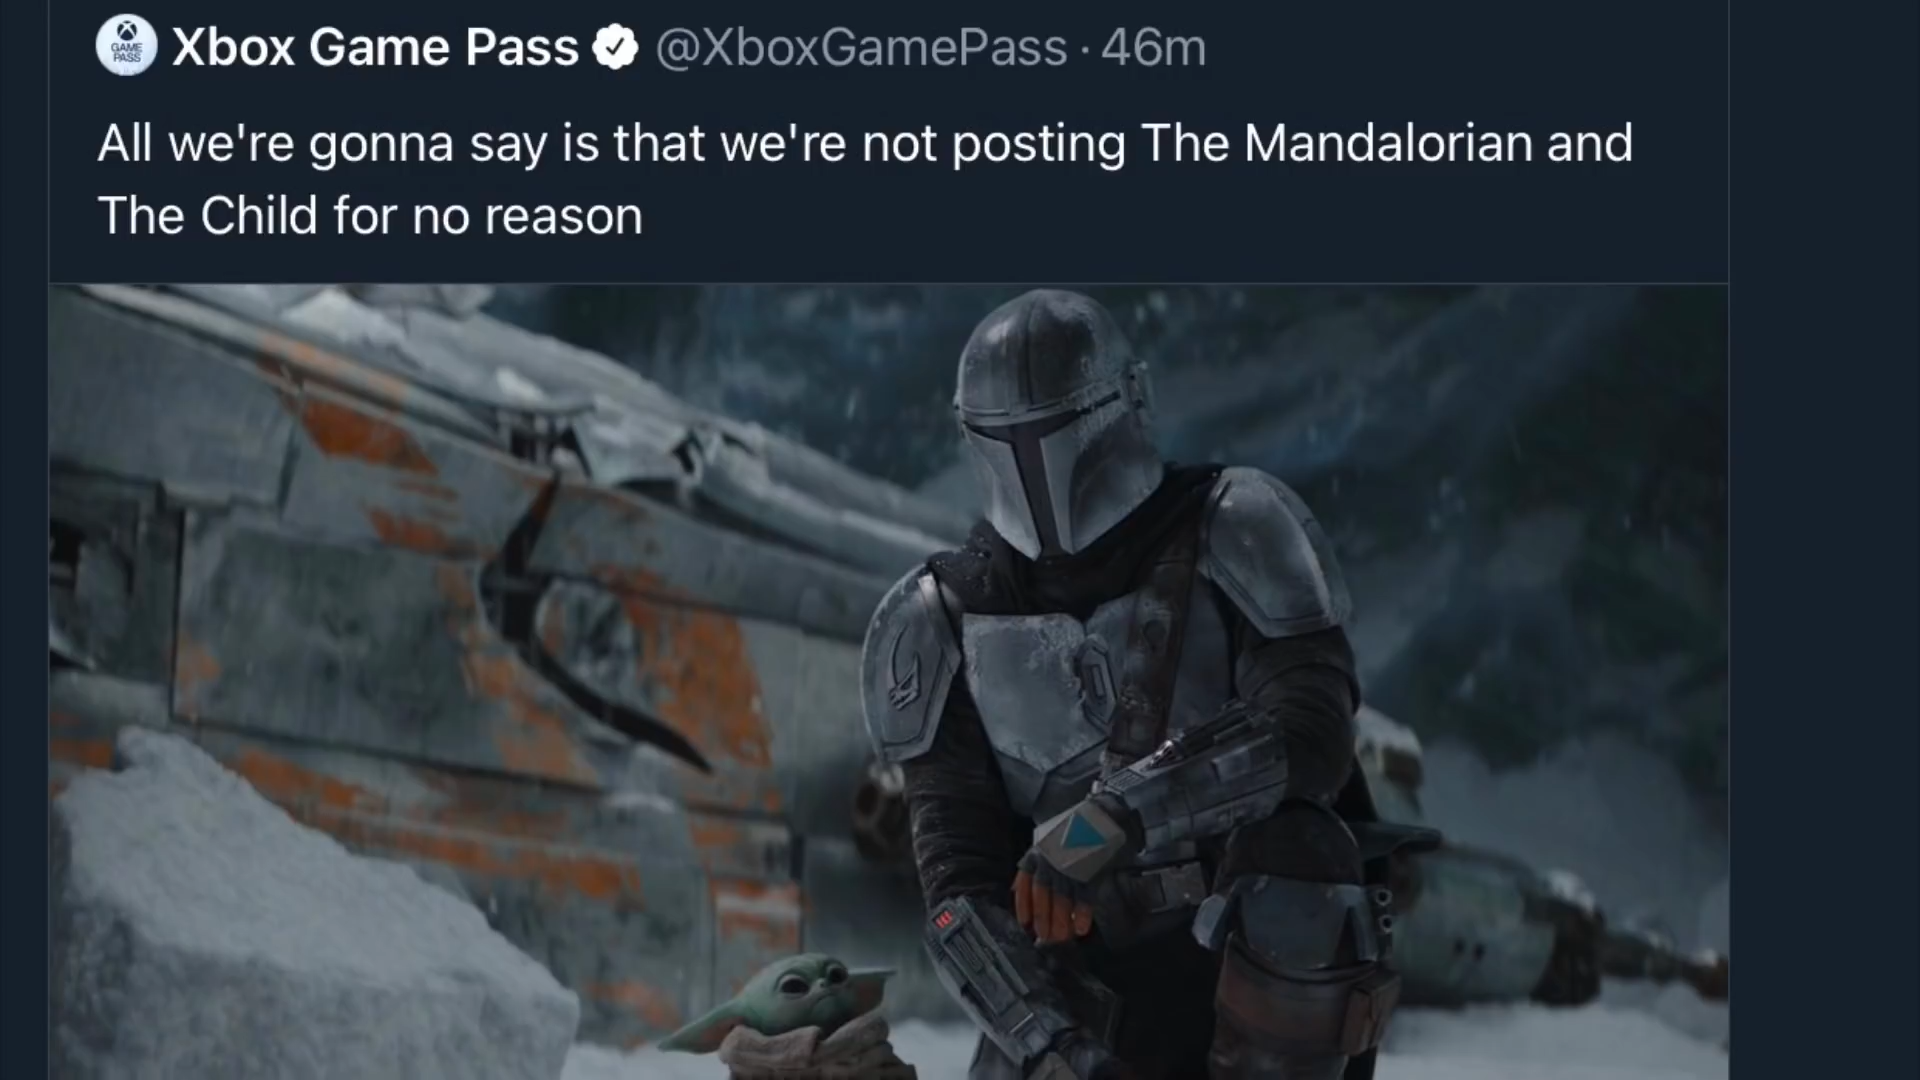 XBOX GAME PASS
Xbox Game Pass @XboxGamePass · 46m
All we're gonna say is that we're not posting The Mandalorian and
The Child for no reason